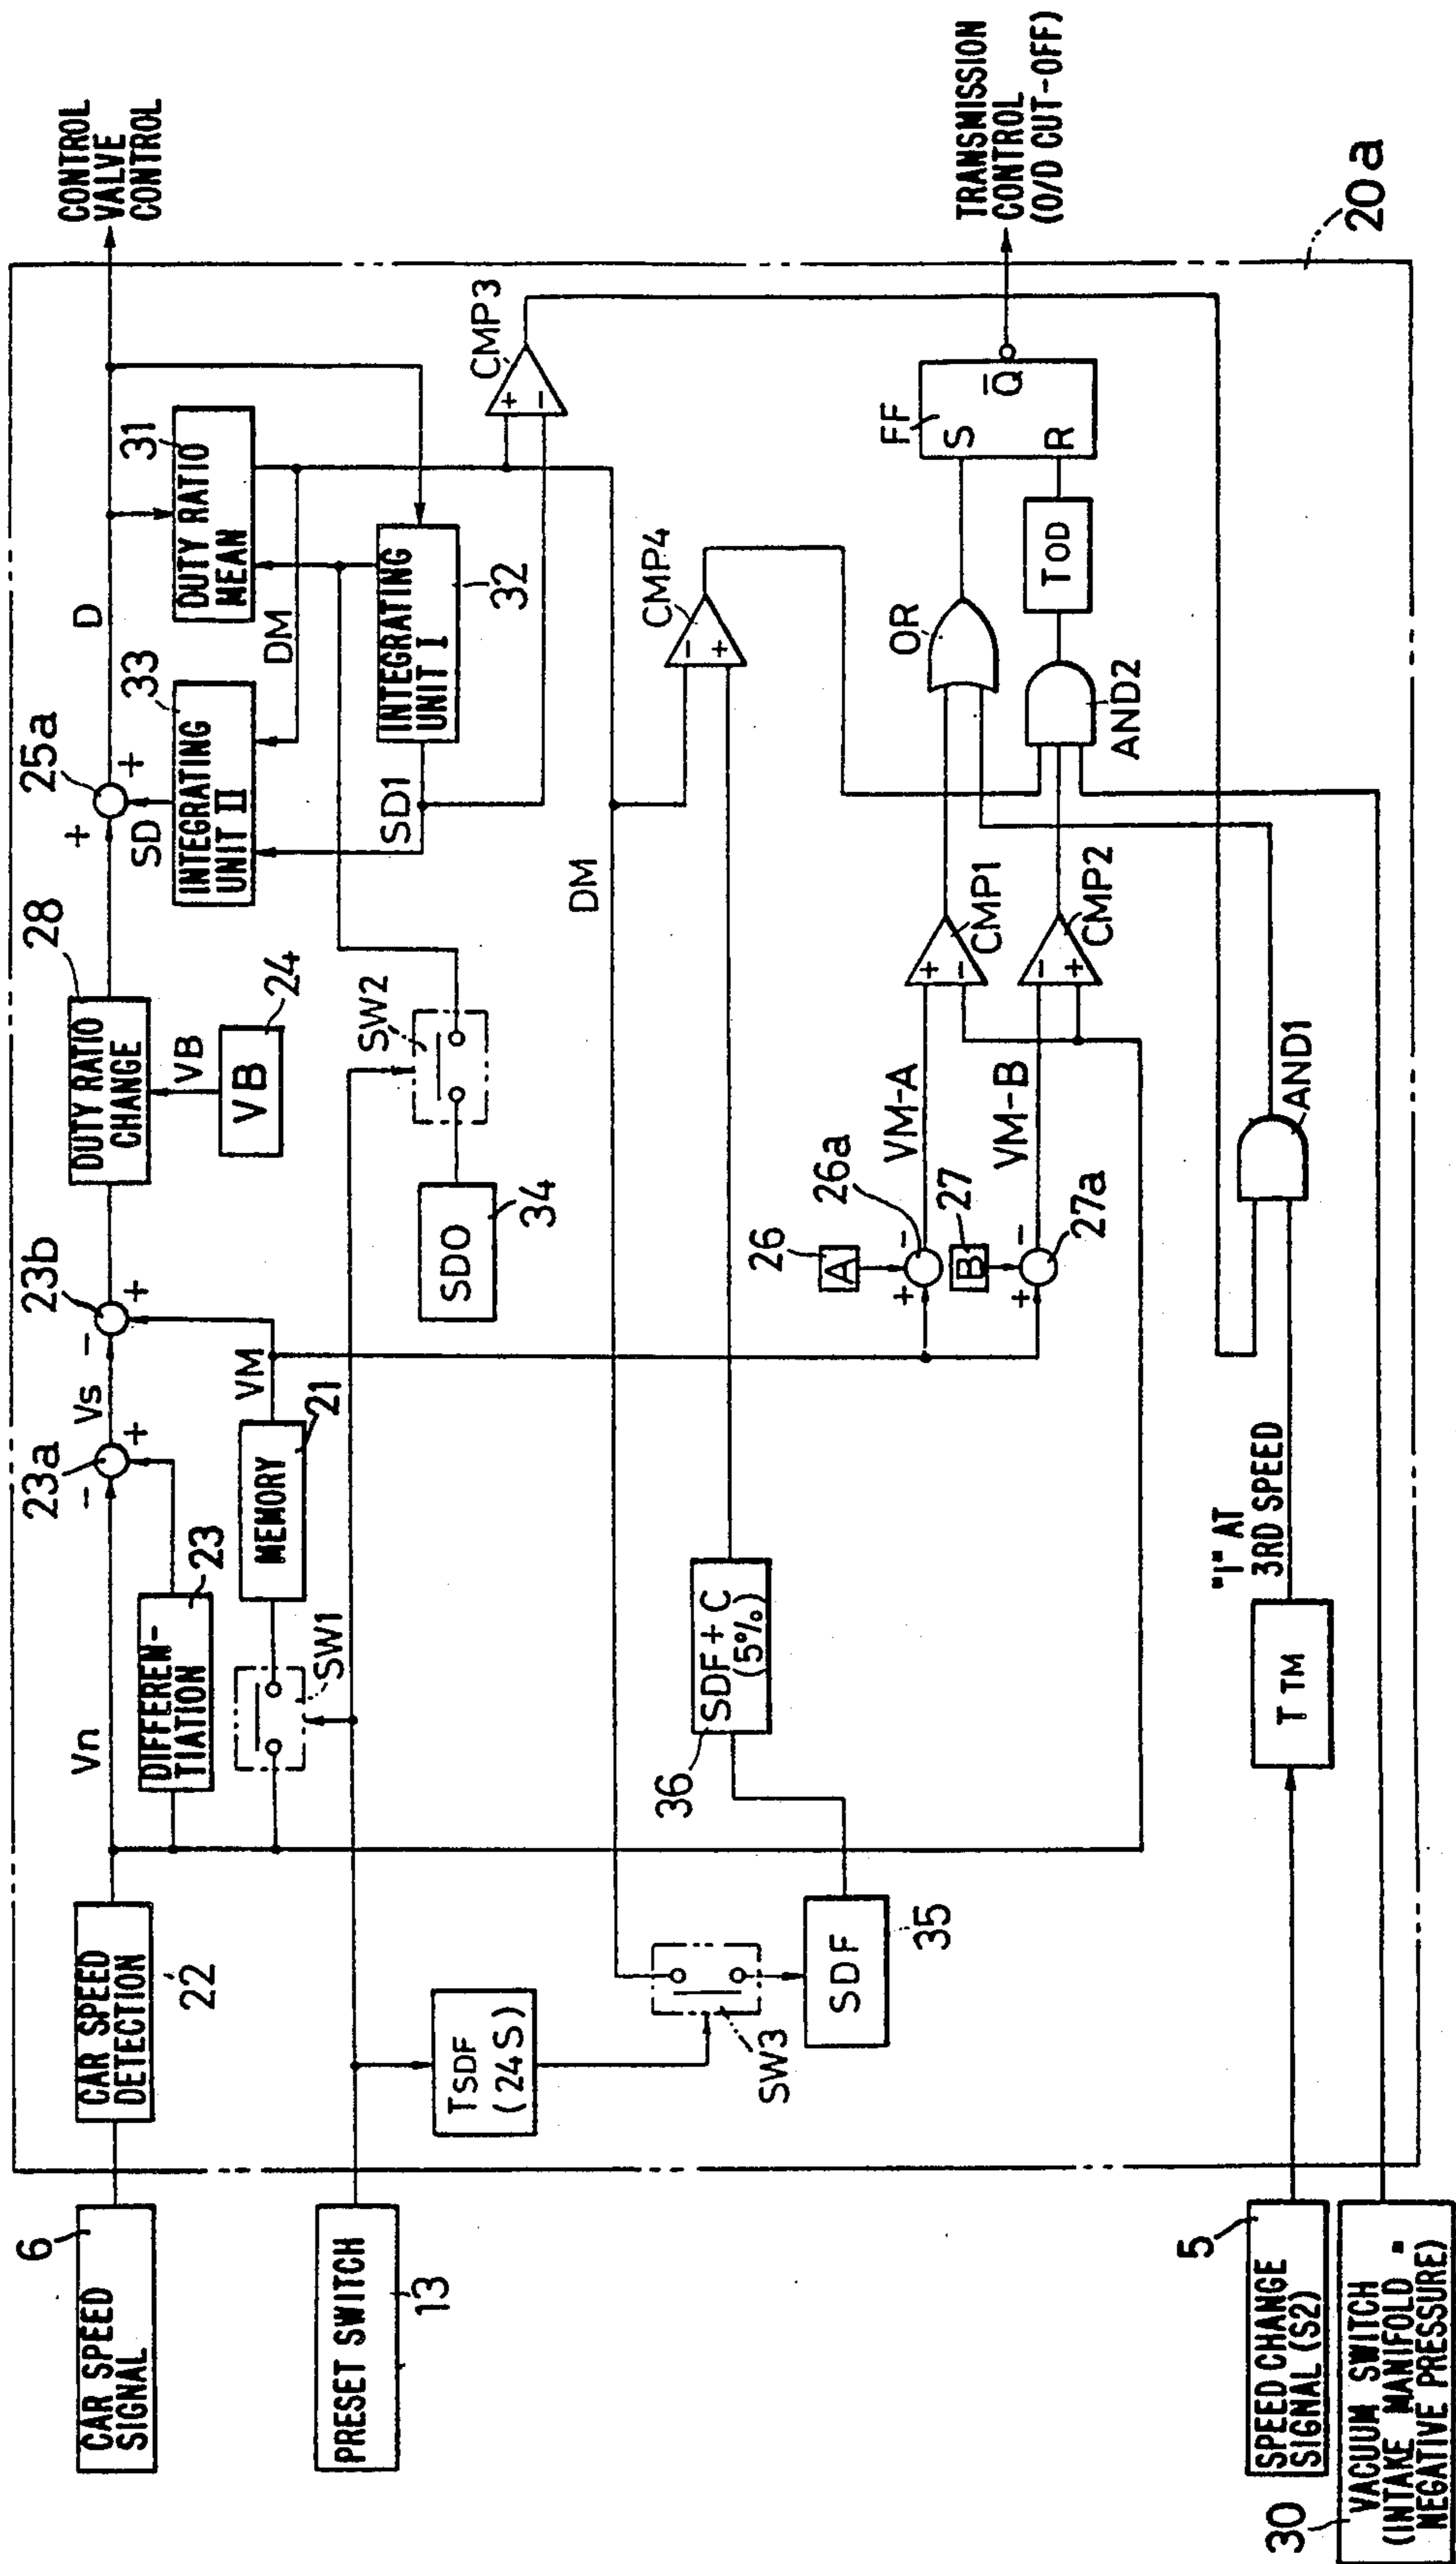 6
CAR SPEED
SIGNAL
CAR SPEED
DETECTION
22
Vn
DIFFEREN-
TIATION
23
23a
-
+
Vs
23b
-
+
DUTY RATIO
CHANGE
28
VB
VB
24
25a
+
+
SD
INTEGRATING
UNIT II
33
D
DUTY RATIO
MEAN
31
DM
CONTROL
VALVE
CONTROL
SW1
MEMORY
21
VM
PRESET SWITCH
13
SW2
SDO
34
SD1
INTEGRATING
UNIT I
32
CMP3
+
-
TSDF
(24S)
SW3
SDF
35
DM
36
SDF+C
(5%)
CMP4
-
+
26
A
26a
+
-
VM-A
+
-
CMP1
27
B
27a
+
-
VM-B
-
+
CMP2
OR
AND2
TOD
FF
S
R
Q̅
TRANSMISSION
CONTROL
(O/D CUT-OFF)
5
SPEED CHANGE
SIGNAL (S2)
TTM
"1" AT
3RD SPEED
AND1
30
VACUUM SWITCH
(INTAKE MANIFOLD =
NEGATIVE PRESSURE)
20a